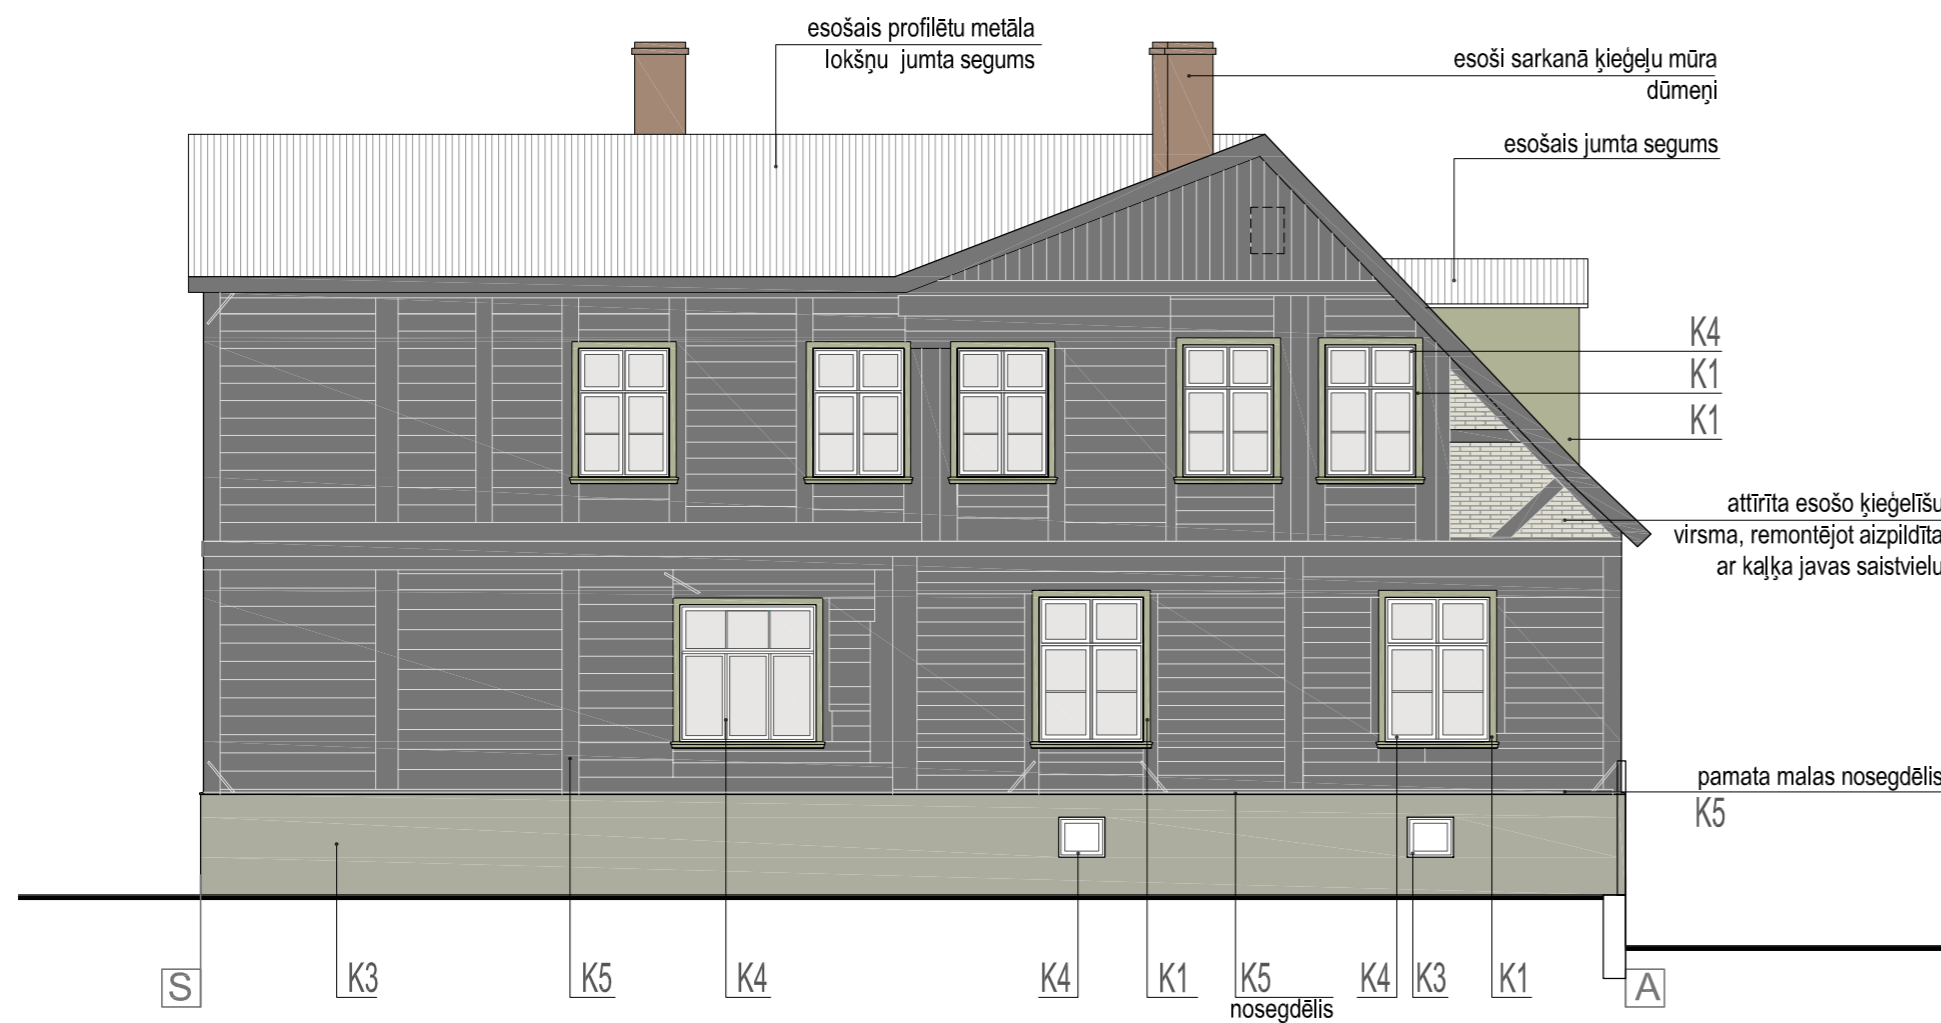 esošais profilētu metāla
lokšņu jumta segums
esoši sarkanā ķieģeļu mūra
dūmeņi
esošais jumta segums
K4
K1
K1
attīrīta esošo ķieģelīšu
virsma, remontējot aizpildīta
ar kaļķa javas saistvielu
pamata malas nosegdēlis
K5
S
K3
K5
K4
K4
K1
K5
nosegdēlis
K4
K3
K1
A